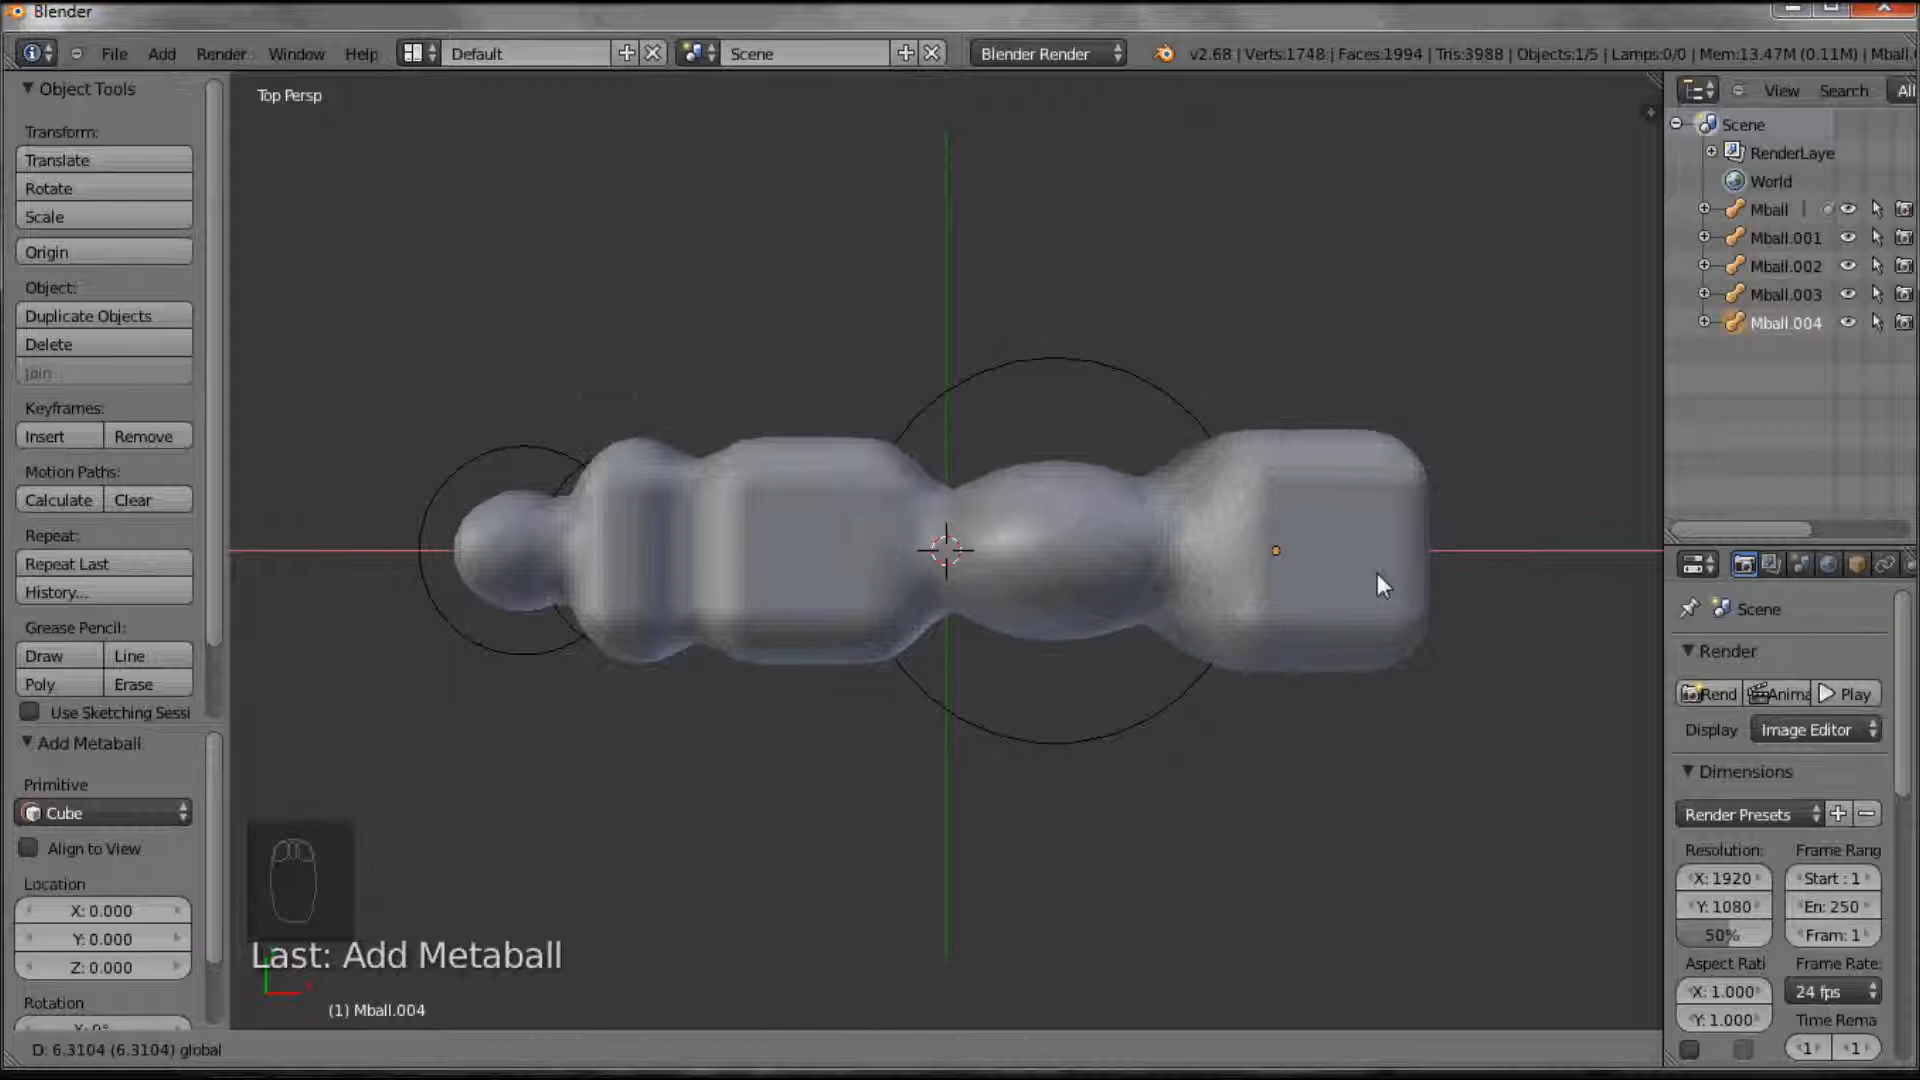 Blender
File Add Render Window Help Default Scene Blender Render v2.68 | Verts:1748 | Faces:1994 | Tris:3988 | Objects:1/5 | Lamps:0/0 | Mem:13.47M (0.11M) | Mball.
Object Tools
Transform:
Translate
Rotate
Scale
Origin
Object:
Duplicate Objects
Delete
Join
Keyframes:
Insert Remove
Motion Paths:
Calculate Clear
Repeat:
Repeat Last
History...
Grease Pencil:
Draw Line
Poly Erase
Use Sketching Sessi
Add Metaball
Primitive
Cube
Align to View
Location
X: 0.000
Y: 0.000
Z: 0.000
Rotation
X: 0°
Top Persp
Last: Add Metaball
(1) Mball.004
D: 6.3104 (6.3104) global
View Search All
Scene
RenderLaye
World
Mball
Mball.001
Mball.002
Mball.003
Mball.004
Scene
Render
Rend Anima Play
Display Image Editor
Dimensions
Render Presets
Resolution: Frame Rang
X: 1920 Start : 1
Y: 1080 En: 250
50% Fram: 1
Aspect Rati Frame Rate:
X: 1.000 24 fps
Y: 1.000 Time Rema
1 1